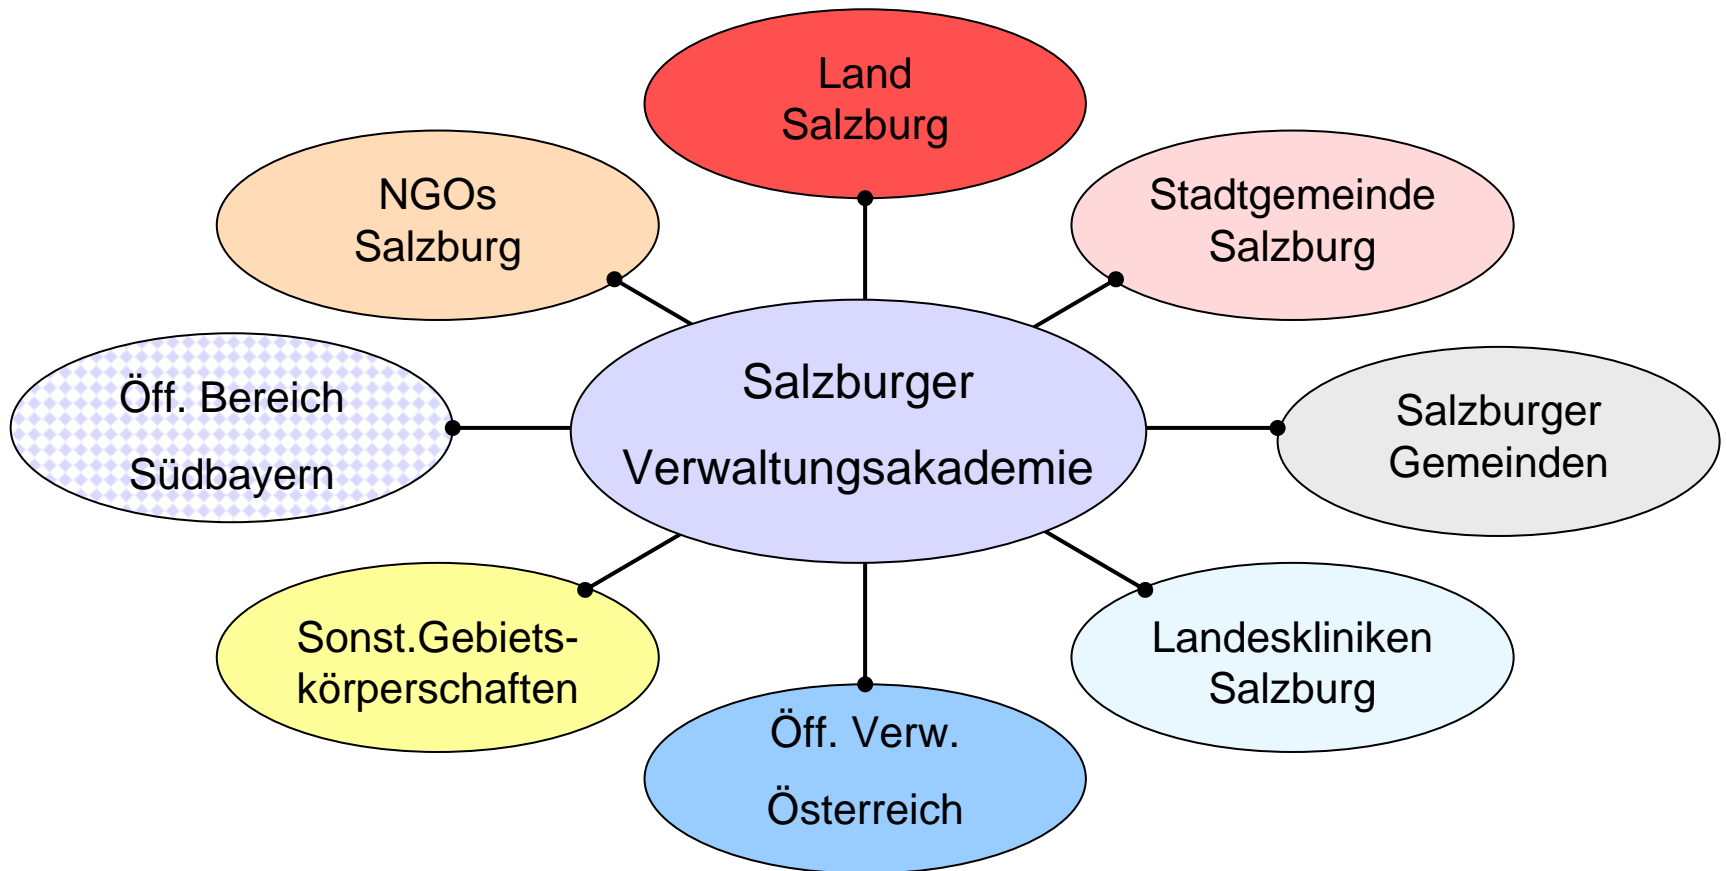 Land
Salzburg
NGOs
Salzburg
Stadtgemeinde
Salzburg
Öff. Bereich
Südbayern
Salzburger
Verwaltungsakademie
Salzburger
Gemeinden
Sonst.Gebiets-
körperschaften
Landeskliniken
Salzburg
Öff. Verw.
Österreich